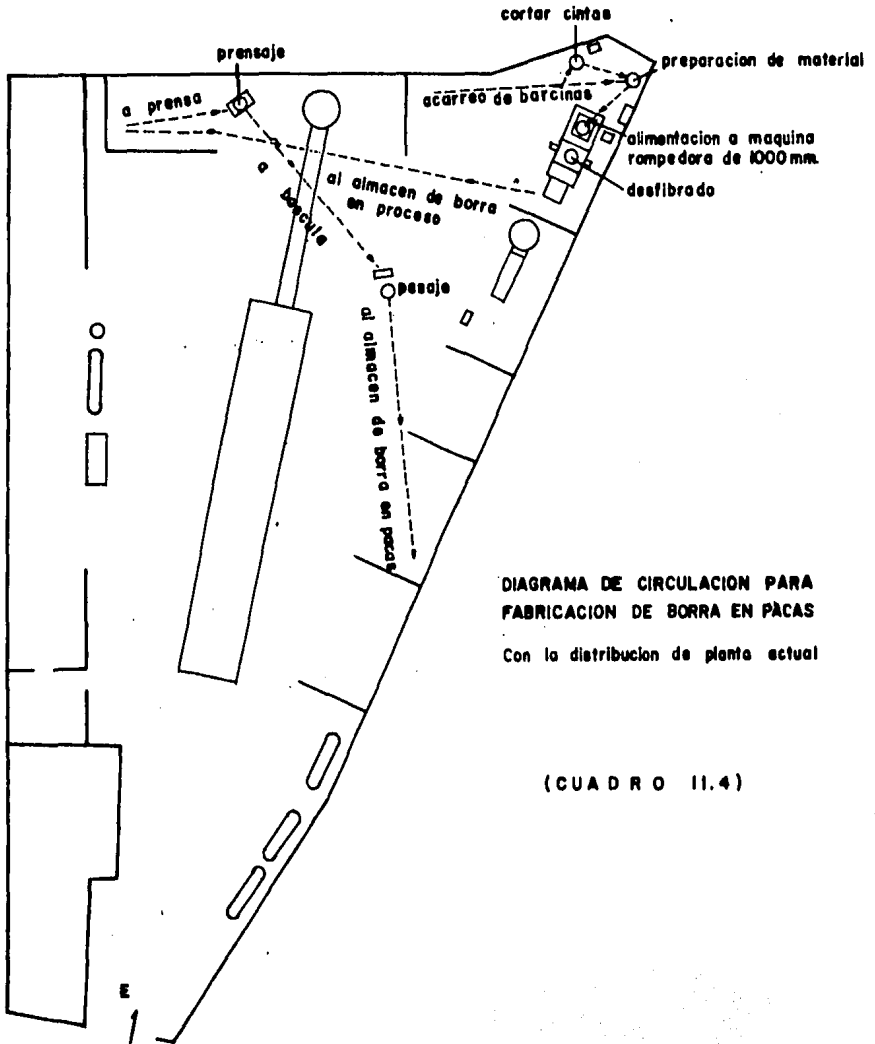 cortar cintas
prensaje
preparacion de material
a prensa
acarreo de barcinas
alimentacion a maquina
rompedora de 1000 mm.
desfibrado
al almacen de borra
en proceso
a bascula
pesaje
al almacen de borra en pacas
DIAGRAMA DE CIRCULACION PARA
FABRICACION DE BORRA EN PACAS
Con la distribucion de planta actual
(CUADRO II.4)
E